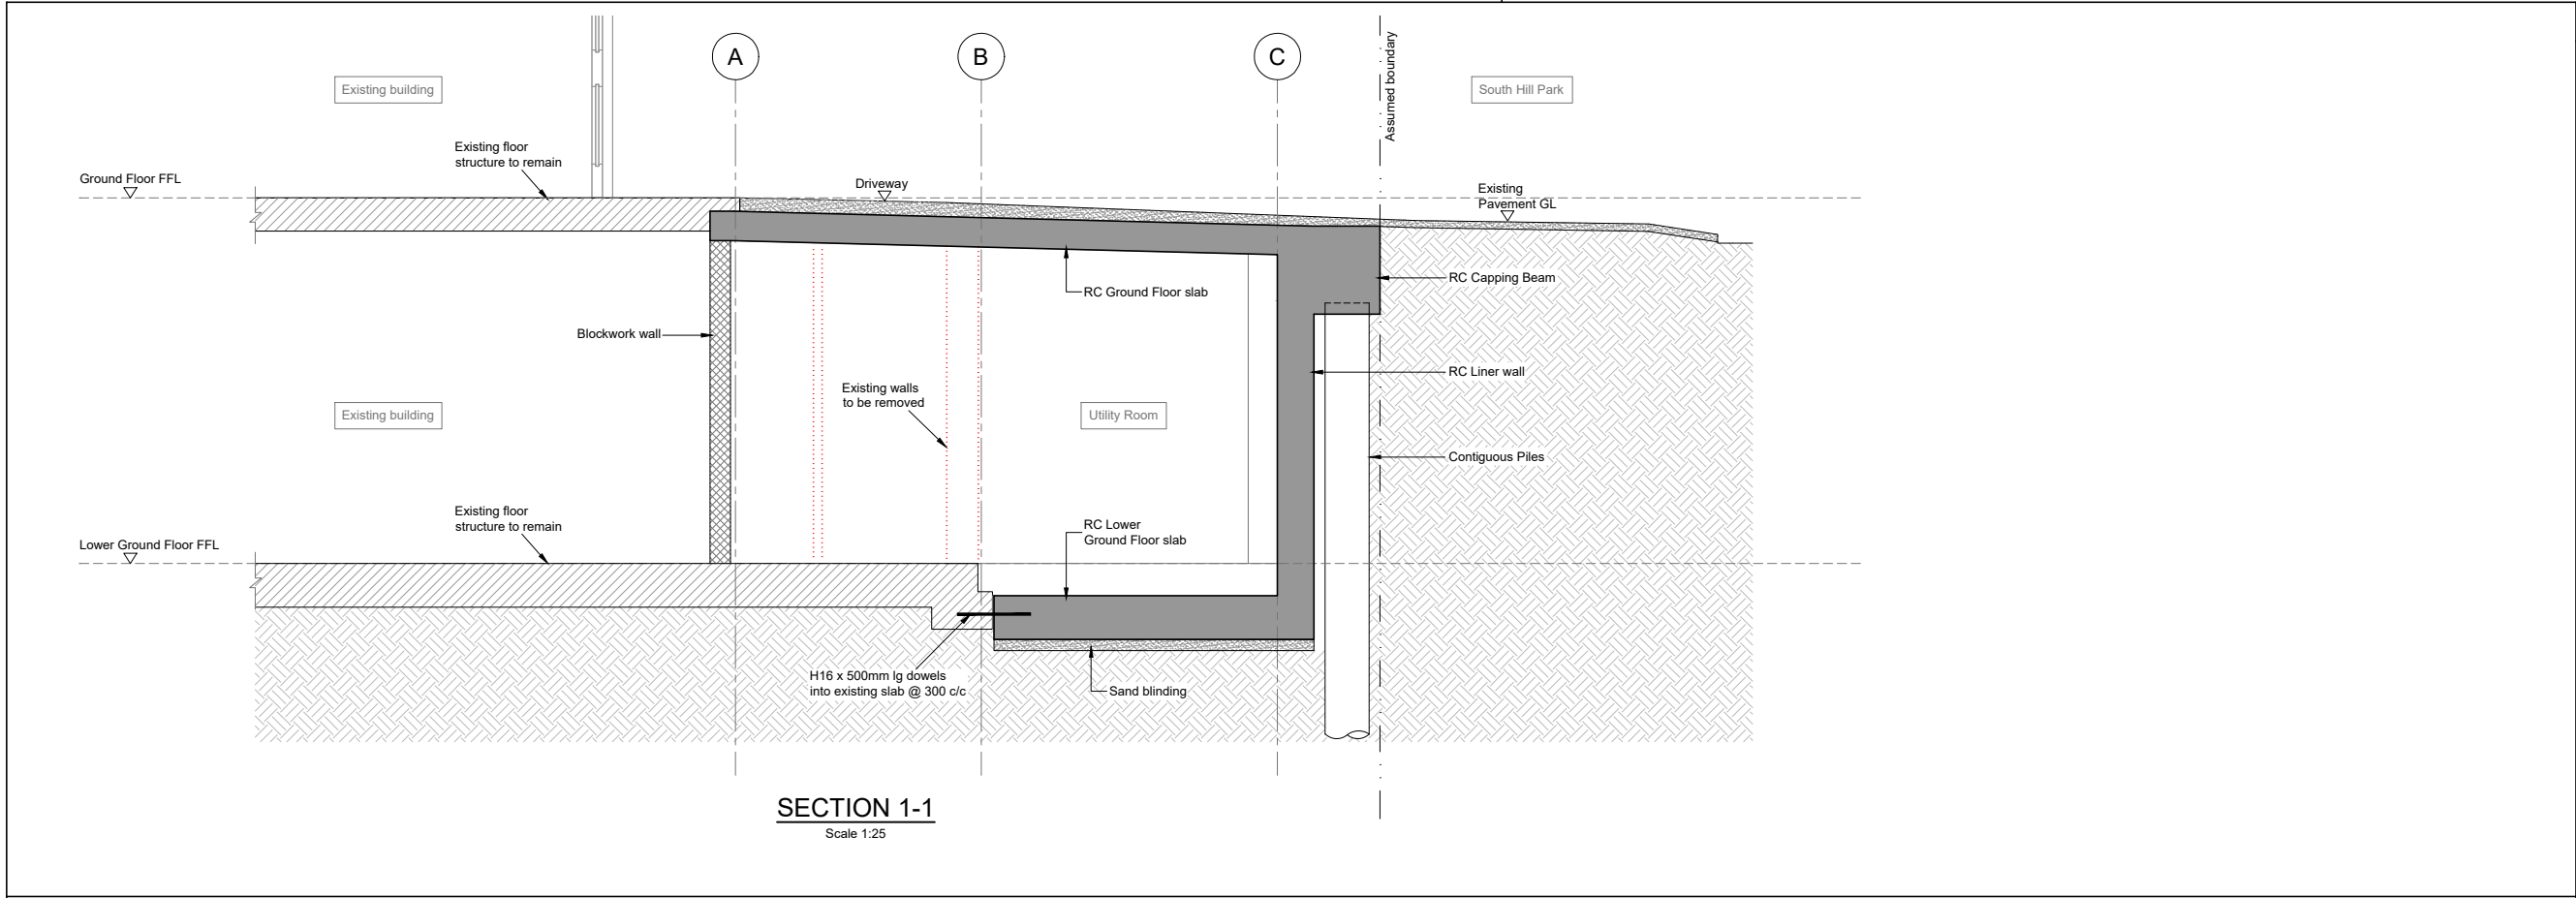 A
B
C
Assumed boundary
Existing building
South Hill Park
Existing floor
structure to remain
Ground Floor FFL
Driveway
Existing
Pavement GL
RC Ground Floor slab
RC Capping Beam
Blockwork wall
RC Liner wall
Existing walls
to be removed
Existing building
Utility Room
Contiguous Piles
Existing floor
structure to remain
RC Lower
Ground Floor slab
Lower Ground Floor FFL
H16 x 500mm lg dowels
into existing slab @ 300 c/c
Sand blinding
SECTION 1-1
Scale 1:25